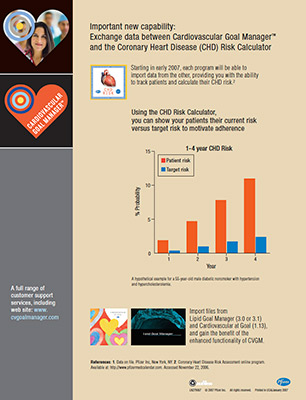 Important new capability:
Exchange data between Cardiovascular Goal Manager™
and the Coronary Heart Disease (CHD) Risk Calculator
Starting in early 2007, each program will be able to
import data from the other, providing you with the ability
to track patients and calculate their CHD risk.²
CARDIOVASCULAR
GOAL MANAGER™
Using the CHD Risk Calculator,
you can show your patients their current risk
versus target risk to motivate adherence
1–4 year CHD Risk
Patient risk
Target risk
% Probability
15
10
5
0
1 2 3 4
Year
A hypothetical example for a 55-year-old male diabetic nonsmoker with hypertension
and hypercholesterolemia.
A full range of
customer support
services, including
web site: www.
cvgoalmanager.com
Import files from
Lipid Goal Manager (3.0 or 3.1)
and Cardiovascular at Goal (1.13),
and gain the benefit of the
enhanced functionality of CVGM.
References: 1. Data on file. Pfizer Inc, New York, NY. 2. Coronary Heart Disease Risk Assessment online program.
Available at: http://www.pharmedcalendar.com. Accessed November 22, 2006.
© 2007 Pfizer Inc. All rights reserved. Printed in USA/January 2007
Pfizer